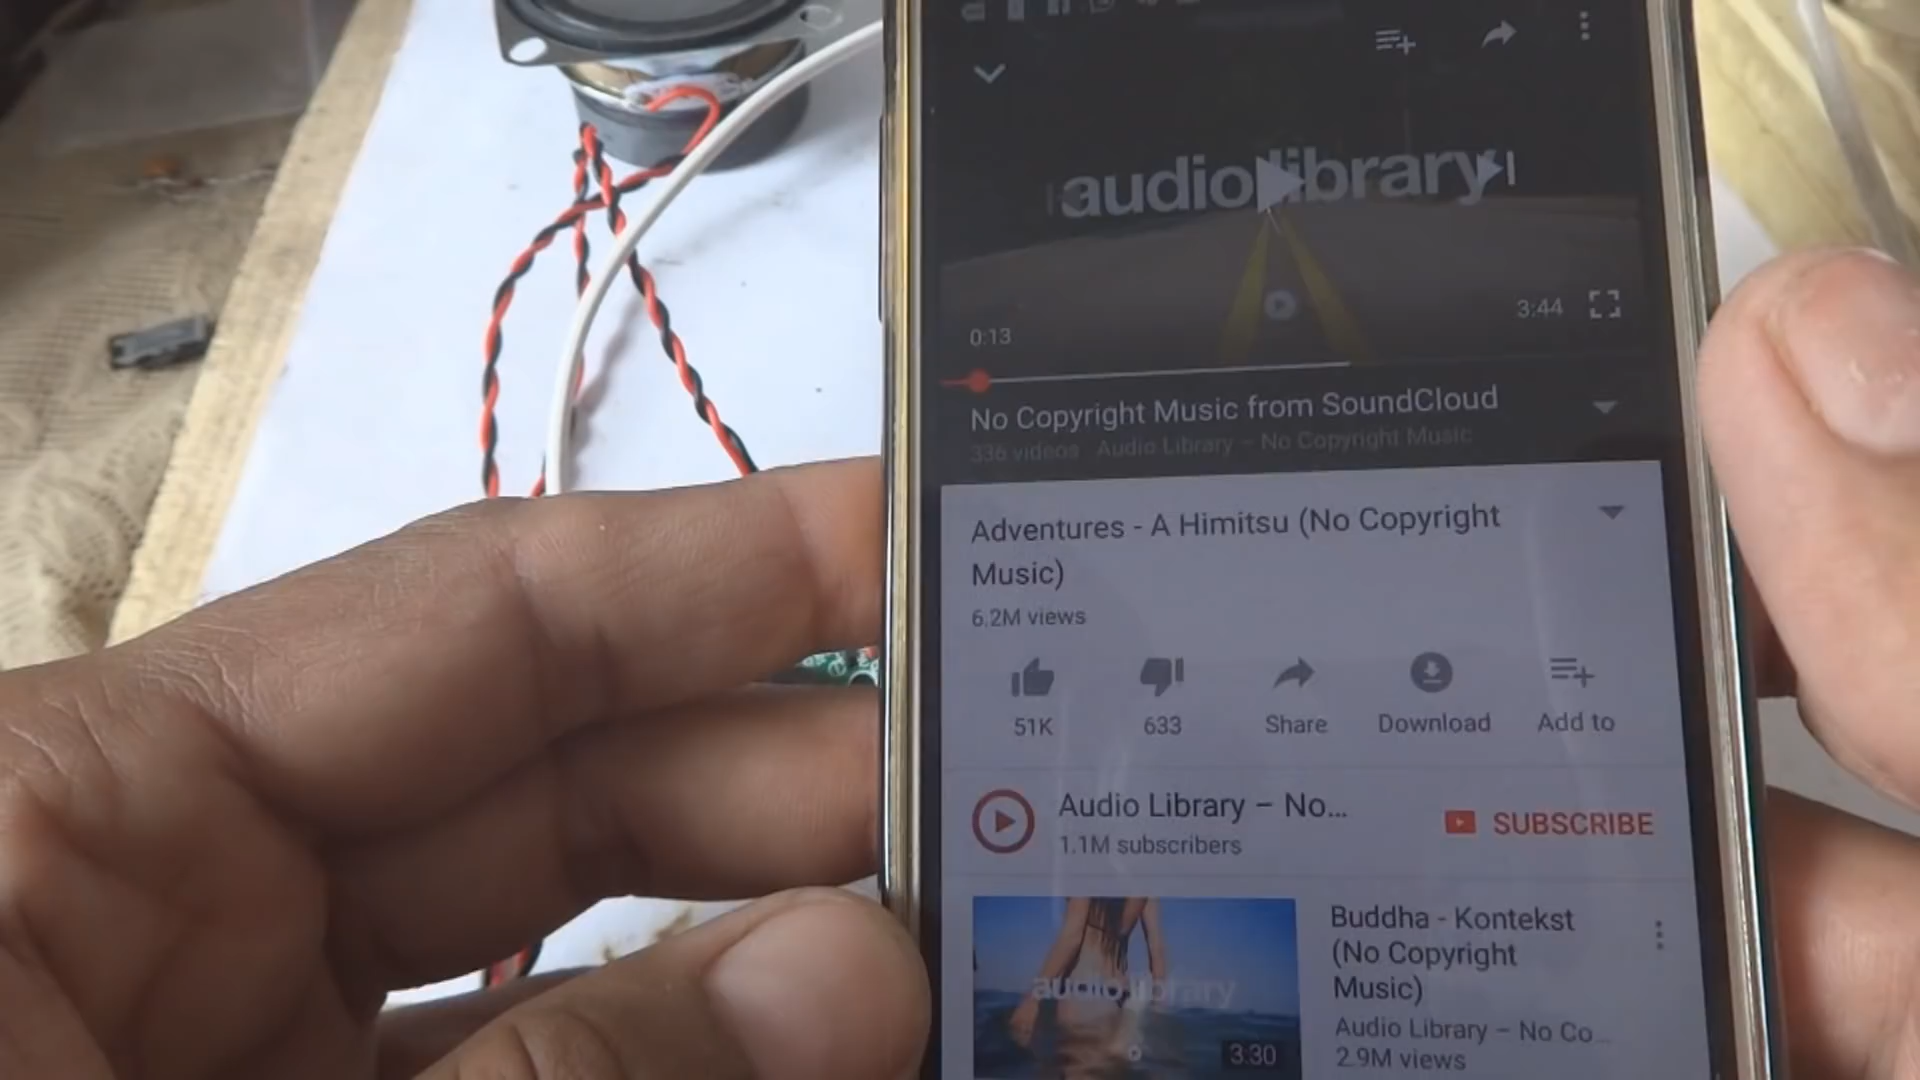 audiolibrary
0:13
3:44
No Copyright Music from SoundCloud
336 videos Audio Library – No Copyright Music
Adventures - A Himitsu (No Copyright
Music)
6.2M views
51K
633
Share
Download
Add to
Audio Library – No...
1.1M subscribers
SUBSCRIBE
audio library
3:30
Buddha - Kontekst
(No Copyright
Music)
Audio Library – No Co...
2.9M views